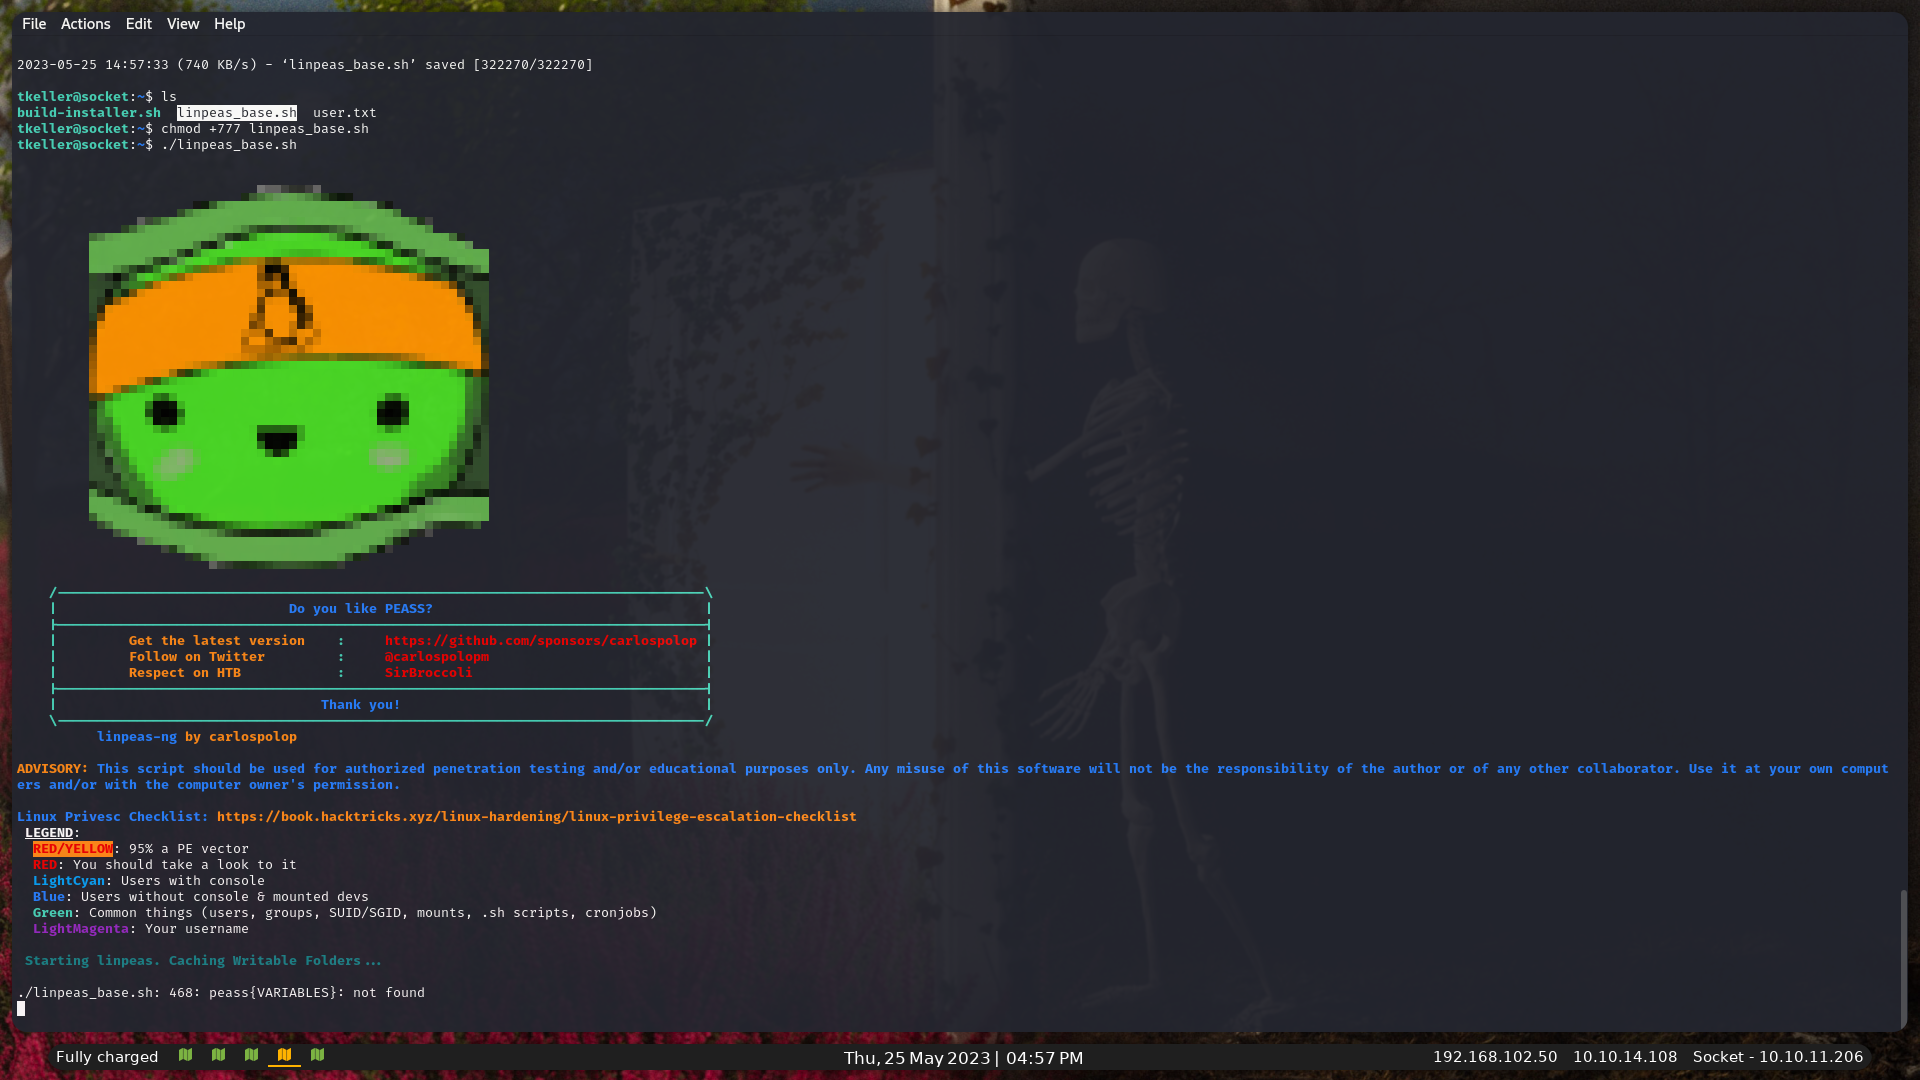 File Actions Edit View Help
2023-05-25 14:57:33 (740 KB/s) - ‘linpeas_base.sh’ saved [322270/322270]
tkeller@socket:~$ ls
build-installer.sh linpeas_base.sh user.txt
tkeller@socket:~$ chmod +777 linpeas_base.sh
tkeller@socket:~$ ./linpeas_base.sh
Do you like PEASS?
Get the latest version : https://github.com/sponsors/carlospolop
Follow on Twitter : @carlospolopm
Respect on HTB : SirBroccoli
Thank you!
linpeas-ng by carlospolop
ADVISORY: This script should be used for authorized penetration testing and/or educational purposes only. Any misuse of this software will not be the responsibility of the author or of any other collaborator. Use it at your own comput
ers and/or with the computer owner's permission.
Linux Privesc Checklist: https://book.hacktricks.xyz/linux-hardening/linux-privilege-escalation-checklist
LEGEND:
RED/YELLOW: 95% a PE vector
RED: You should take a look to it
LightCyan: Users with console
Blue: Users without console & mounted devs
Green: Common things (users, groups, SUID/SGID, mounts, .sh scripts, cronjobs)
LightMagenta: Your username
Starting linpeas. Caching Writable Folders...
./linpeas_base.sh: 468: peass{VARIABLES}: not found
Fully charged Thu, 25 May 2023 | 04:57 PM 192.168.102.50 10.10.14.108 Socket - 10.10.11.206